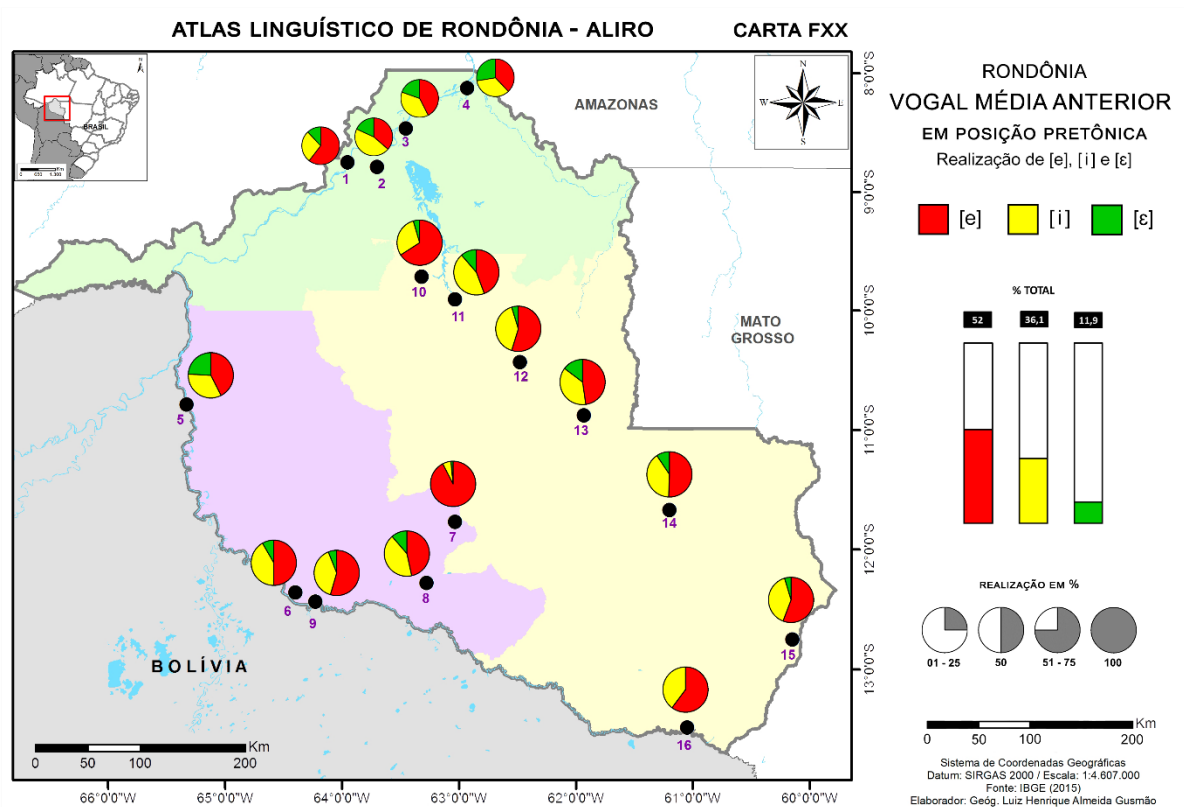 ATLAS LINGUÍSTICO DE RONDÔNIA - ALIRO CARTA FXX
BRASIL
N
Km
N
W E
S
AMAZONAS
MATO
GROSSO
BOLÍVIA
1
2
3
4
5
6
7
8
9
10
11
12
13
14
15
16
8°0'0"S
9°0'0"S
10°0'0"S
11°0'0"S
12°0'0"S
13°0'0"S
Km
0 50 100 200
66°0'0"W 65°0'0"W 64°0'0"W 63°0'0"W 62°0'0"W 61°0'0"W 60°0'0"W
RONDÔNIA
VOGAL MÉDIA ANTERIOR
EM POSIÇÃO PRETÔNICA
Realização de [e], [i] e [ε]
[e] [i] [ε]
% TOTAL
52 36,1 11,9
REALIZAÇÃO EM %
01 - 25 50 51 - 75 100
Km
0 50 100 200
Sistema de Coordenadas Geográficas
Datum: SIRGAS 2000 / Escala: 1:4.607.000
Fonte: IBGE (2015)
Elaborador: Geóg. Luiz Henrique Almeida Gusmão